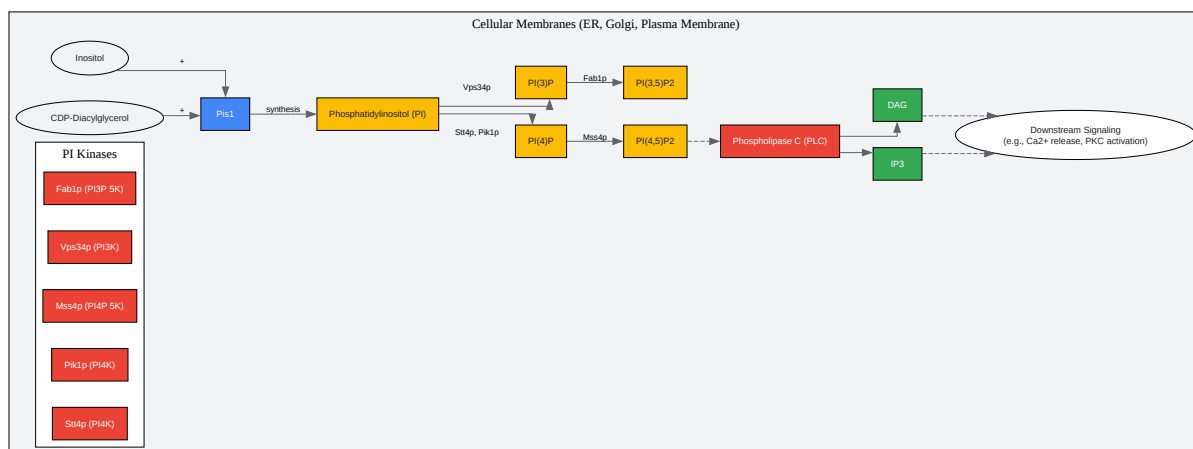 Cellular Membranes (ER, Golgi, Plasma Membrane)
Inositol
+
CDP-Diacylglycerol
+
Pis1
synthesis
Phosphatidylinositol (PI)
Vps34p
Stt4p, Pik1p
PI(3)P
Fab1p
PI(3,5)P2
PI(4)P
Mss4p
PI(4,5)P2
Phospholipase C (PLC)
DAG
IP3
Downstream Signaling
(e.g., Ca2+ release, PKC activation)
PI Kinases
Fab1p (PI3P 5K)
Vps34p (PI3K)
Mss4p (PI4P 5K)
Pik1p (PI4K)
Stt4p (PI4K)